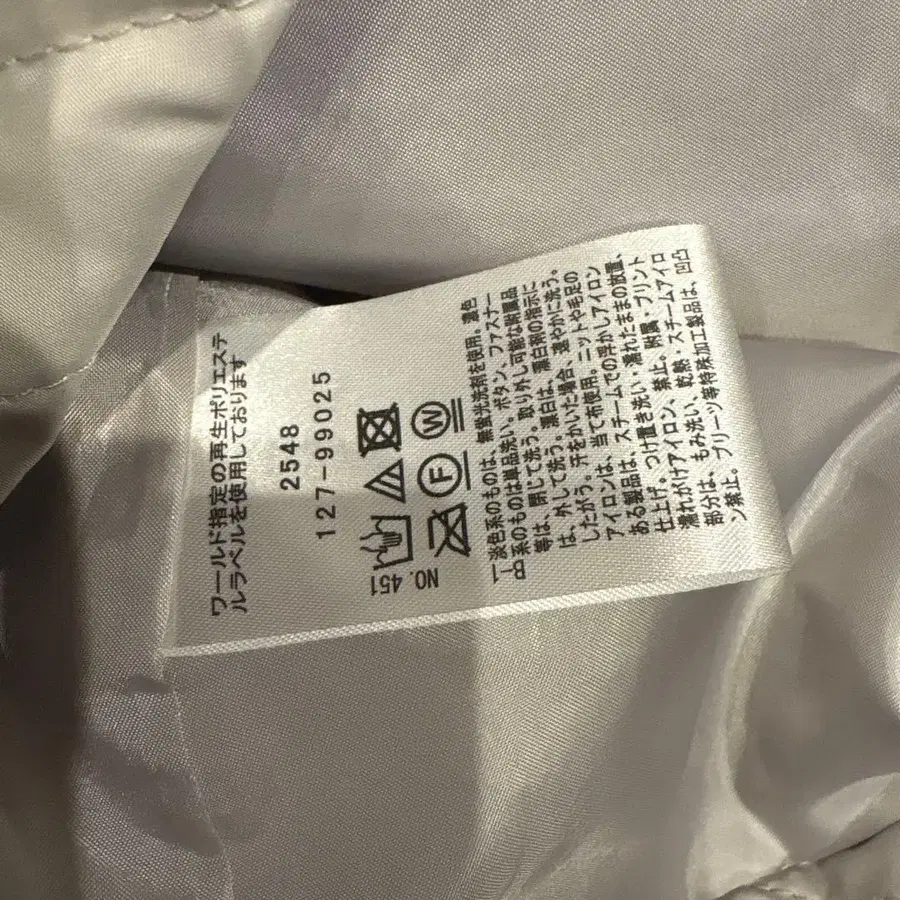 ワールド指定の再生ポリエステ
ルラベルを使用しております
2548
127-99025
NO. 451
F
W
淡色系のものは、無蛍光洗剤を使用。濃色
系のものは単品洗い。ボタン、ファスナー
等は、閉じて洗う。取り外し可能な附属品
は、外して洗う。漂白は、漂白剤の指示に
したがう。汗をかいた場合、速やかに洗う。
アイロンは、当て布使用。ニットや毛足の
ある製品は、スチームでの浮かしアイロン
仕上げ。つけ置き洗い・濡れたままの放置、
濡れがけアイロン、禁止。附属・プリント
部分は、もみ洗い、乾熱・スチームアイロ
ン禁止。プリーツ等特殊加工製品は、凹凸